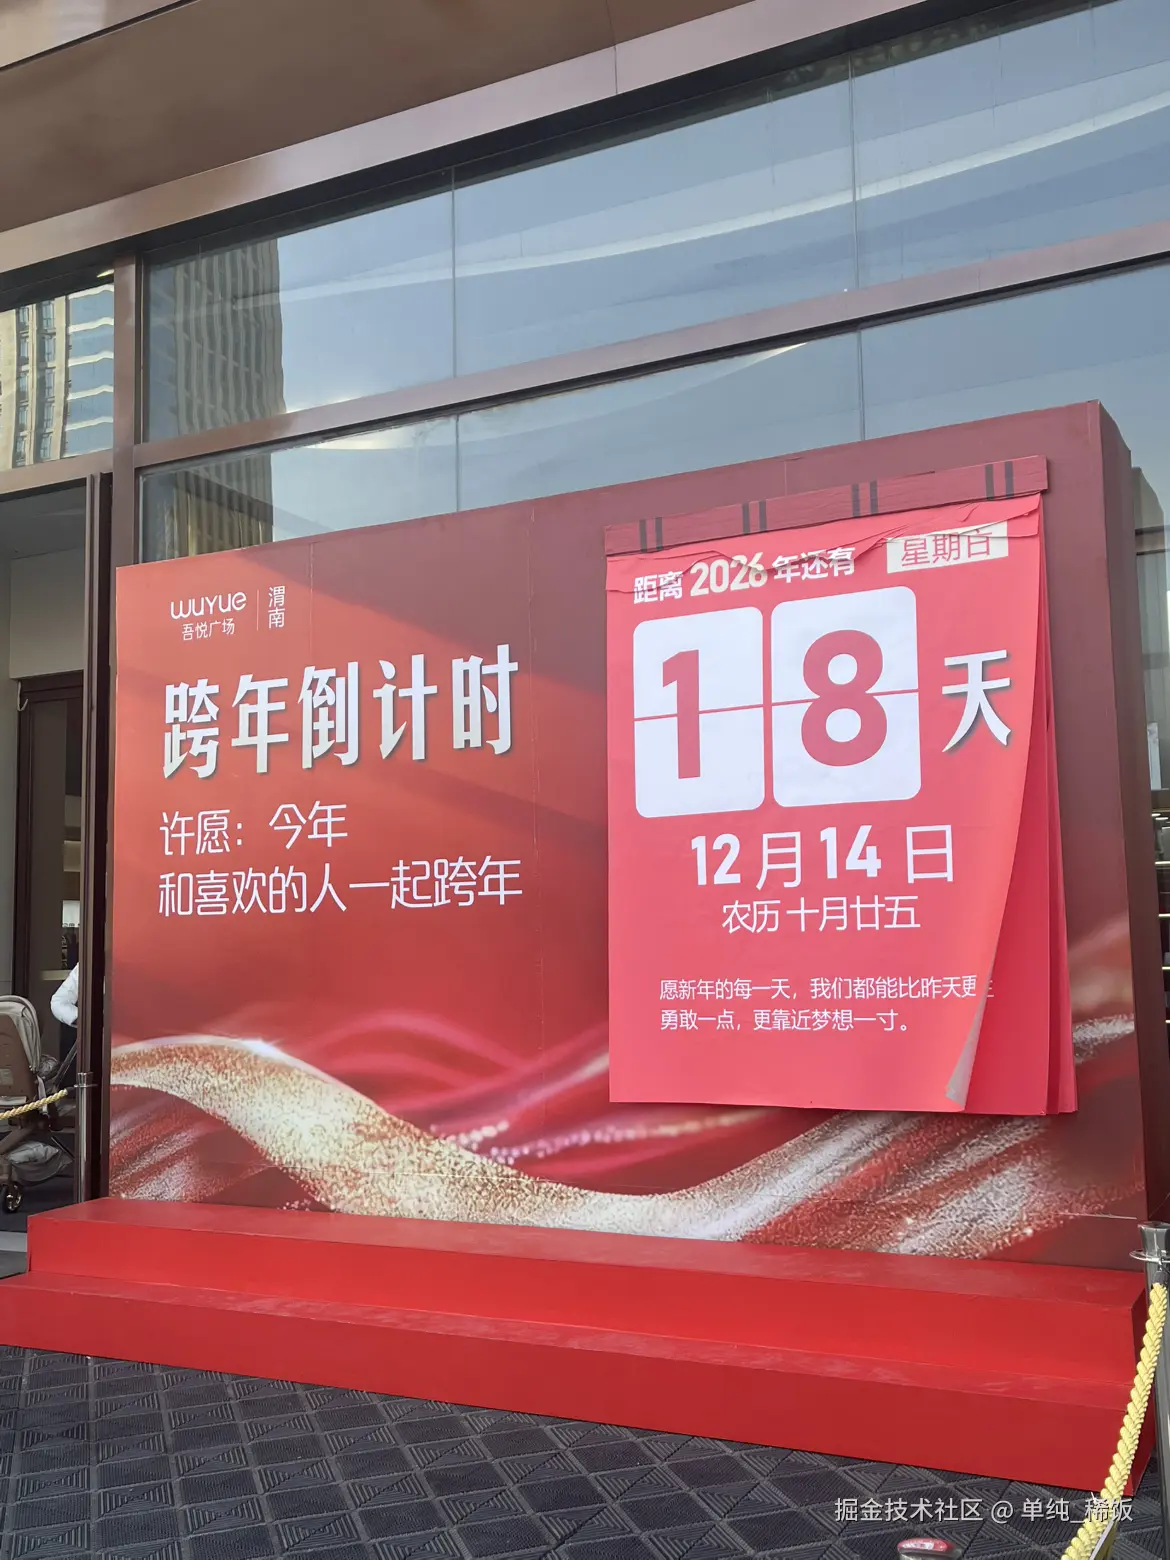 wuyue
吾悦广场
渭南
跨年倒计时
许愿：今年
和喜欢的人一起跨年
距离 2026 年还有
星期日
18 天
12月14日
农历 十月廿五
愿新年的每一天，我们都能比昨天更
勇敢一点，更靠近梦想一寸。
掘金技术社区 @ 单纯_稀饭